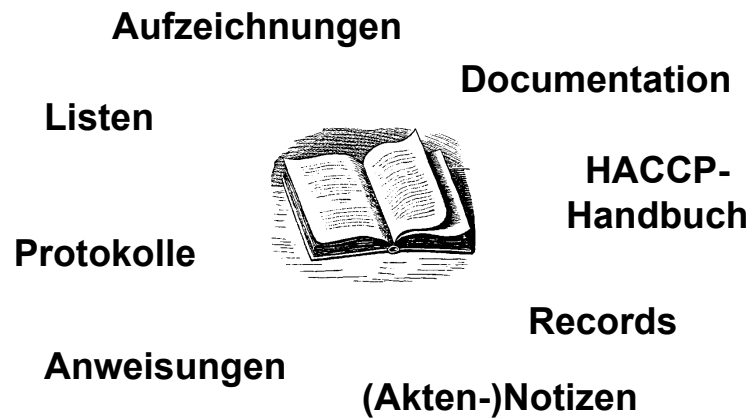 Aufzeichnungen
Documentation
Listen
HACCP-
Handbuch
Protokolle
Records
Anweisungen
(Akten-)Notizen